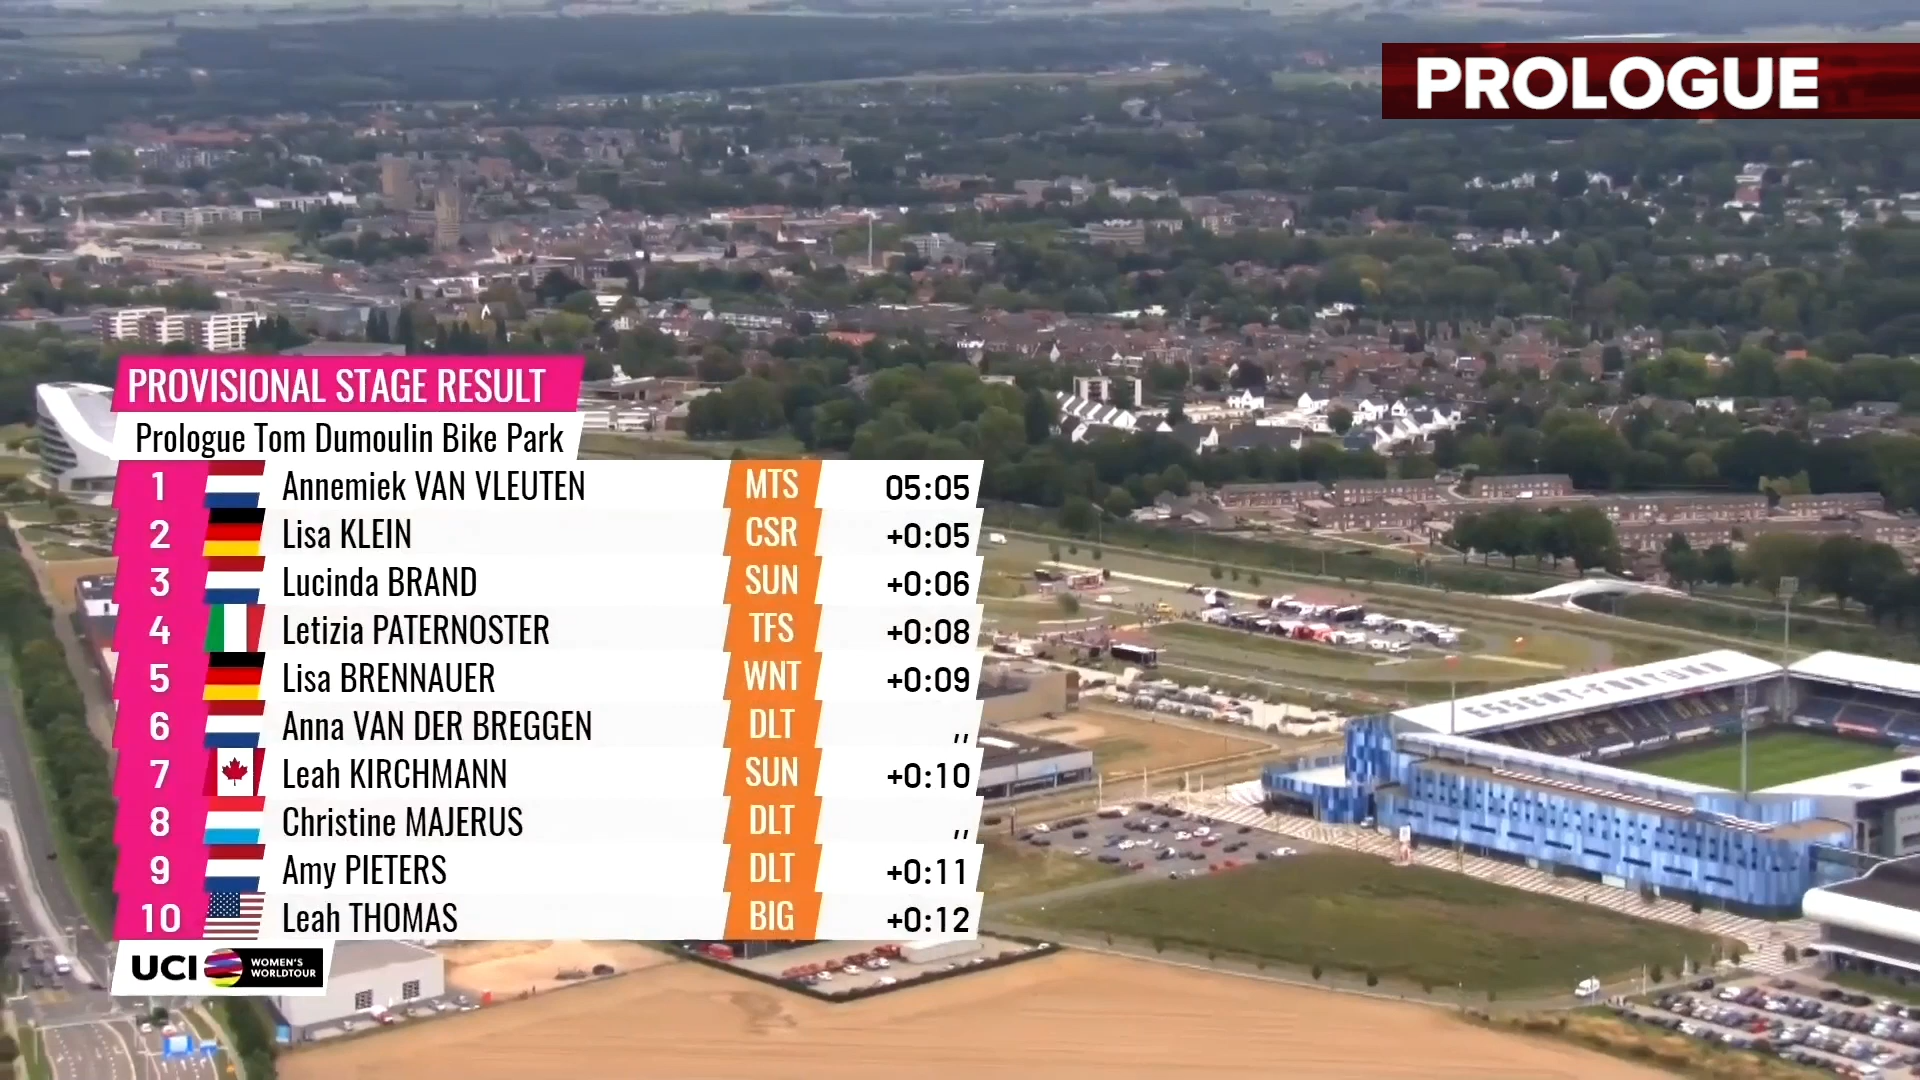 PROLOGUE
PROVISIONAL STAGE RESULT
Prologue Tom Dumoulin Bike Park
1 Annemiek VAN VLEUTEN MTS 05:05
2 Lisa KLEIN CSR +0:05
3 Lucinda BRAND SUN +0:06
4 Letizia PATERNOSTER TFS +0:08
5 Lisa BRENNAUER WNT +0:09
6 Anna VAN DER BREGGEN DLT ,,
7 Leah KIRCHMANN SUN +0:10
8 Christine MAJERUS DLT ,,
9 Amy PIETERS DLT +0:11
10 Leah THOMAS BIG +0:12
UCI WOMEN'S
WORLDTOUR
ESSENT-FORTUNA